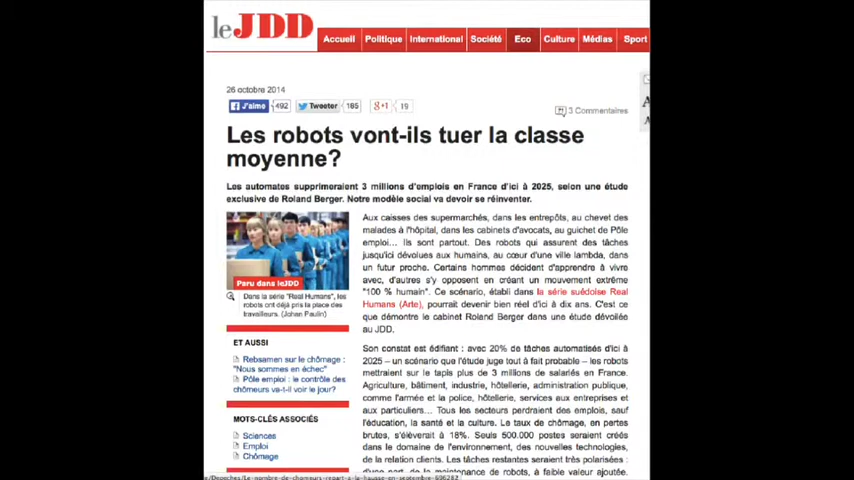 le JDD
Accueil Politique International Société Eco Culture Médias Sport
26 octobre 2014
J'aime 492 Tweeter 185 g+1 19
3 Commentaires
Les robots vont-ils tuer la classe
moyenne?
Les automates supprimeraient 3 millions d'emplois en France d'ici à 2025, selon une étude
exclusive de Roland Berger. Notre modèle social va devoir se réinventer.
Paru dans leJDD
Dans la série "Real Humans", les
robots ont déjà pris la place des
travailleurs. (Johan Paulin)
ET AUSSI
Rebsamen sur le chômage :
"Nous sommes en échec"
Pôle emploi : le contrôle des
chômeurs va-t-il voir le jour?
MOTS-CLÉS ASSOCIÉS
Sciences
Emploi
Chômage
Aux caisses des supermarchés, dans les entrepôts, au chevet des
malades à l'hôpital, dans les cabinets d'avocats, au guichet de Pôle
emploi... Ils sont partout. Des robots qui assurent des tâches
jusqu'ici dévolues aux humains, au cœur d'une ville lambda, dans
un futur proche. Certains hommes décident d'apprendre à vivre
avec, d'autres s'y opposent en créant un mouvement extrême
"100 % humain". Ce scénario, établi dans la série suédoise Real
Humans (Arte), pourrait devenir bien réel d'ici à dix ans. C'est ce
que démontre le cabinet Roland Berger dans une étude dévoilée
au JDD.
Son constat est édifiant : avec 20% de tâches automatisées d'ici à
2025 – un scénario que l'étude juge tout à fait probable – les robots
mettraient sur le tapis plus de 3 millions de salariés en France.
Agriculture, bâtiment, industrie, hôtellerie, administration publique,
comme l'armée et la police, hôtellerie, services aux entreprises et
aux particuliers... Tous les secteurs perdraient des emplois, sauf
l'éducation, la santé et la culture. Le taux de chômage, en pertes
brutes, s'élèverait à 18%. Seuls 500.000 postes seraient créés
dans le domaine de l'environnement, des nouvelles technologies,
de la relation clients. Les tâches restantes seraient très polarisées :
d'une part, de la maintenance de robots, à faible valeur ajoutée.
e/Depeches/Le-nombre-de-chomeurs-repart-a-la-hausse-en-septembre-696282